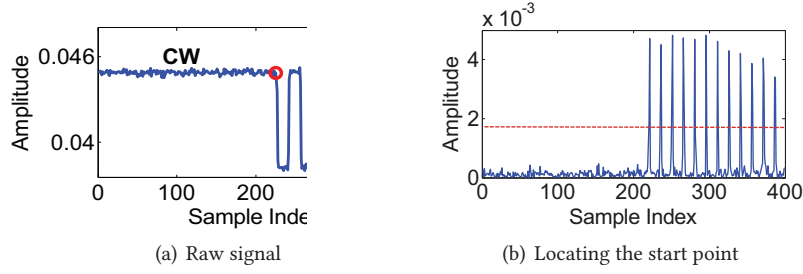 CW
0.046
0.04
Amplitude
0 100 200
Sample Inde
(a) Raw signal
x 10-3
4
2
0
Amplitude
0 100 200 300 400
Sample Index
(b) Locating the start point